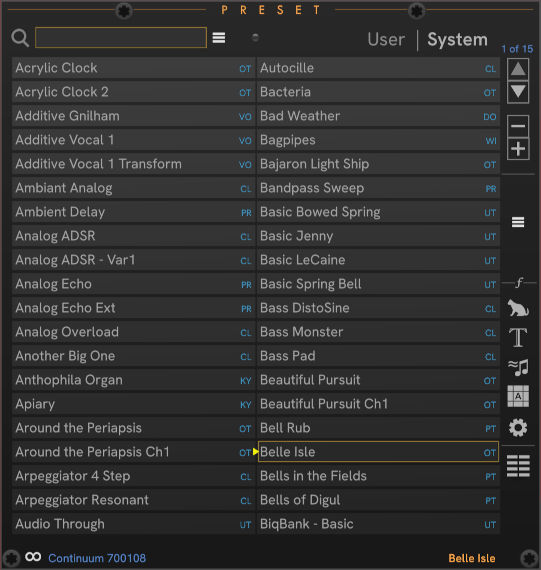 PRESET
User | System
1 of 15
Acrylic Clock OT
Acrylic Clock 2 OT
Additive Gnilham VO
Additive Vocal 1 VO
Additive Vocal 1 Transform VO
Ambiant Analog CL
Ambient Delay PR
Analog ADSR CL
Analog ADSR - Var1 CL
Analog Echo PR
Analog Echo Ext PR
Analog Overload CL
Another Big One CL
Anthophila Organ KY
Apiary KY
Around the Periapsis OT
Around the Periapsis Ch1 OT
Arpeggiator 4 Step CL
Arpeggiator Resonant CL
Audio Through UT
Autocille CL
Bacteria OT
Bad Weather DO
Bagpipes WI
Bajaron Light Ship OT
Bandpass Sweep PR
Basic Bowed Spring UT
Basic Jenny UT
Basic LeCaine UT
Basic Spring Bell UT
Bass DistoSine CL
Bass Monster CL
Bass Pad CL
Beautiful Pursuit OT
Beautiful Pursuit Ch1 OT
Bell Rub PT
Belle Isle OT
Bells in the Fields PT
Bells of Digul PT
BiqBank - Basic UT
f
T
A
Continuum 700108
Belle Isle